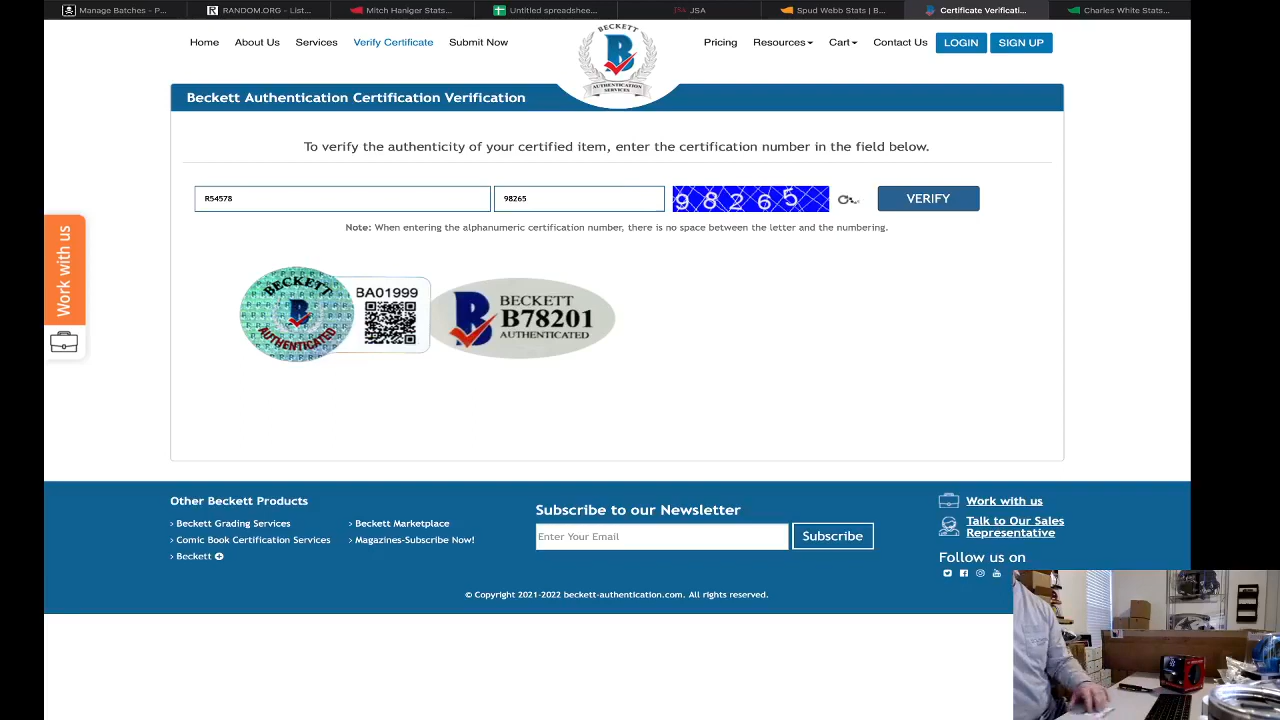 Manage Batches – P...
RANDOM.ORG - List...
Mitch Haniger Stats...
Untitled spreadshee...
JSA
JSA
Spud Webb Stats | B...
Certificate Verificati...
Charles White Stats...
Home
About Us
Services
Verify Certificate
Submit Now
BECKETT
B
AUTHENTICATION
SERVICES
Pricing
Resources
Cart
Contact Us
LOGIN
SIGN UP
Beckett Authentication Certification Verification
To verify the authenticity of your certified item, enter the certification number in the field below.
R54578
98265
98265
VERIFY
Note: When entering the alphanumeric certification number, there is no space between the letter and the numbering.
Work with us
BECKETT
AUTHENTICATED
BA01999
B
BECKETT
B78201
AUTHENTICATED
Other Beckett Products
› Beckett Grading Services
› Beckett Marketplace
› Comic Book Certification Services
› Magazines-Subscribe Now!
› Beckett
Subscribe to our Newsletter
Enter Your Email
Subscribe
Work with us
Talk to Our Sales
Representative
Follow us on
© Copyright 2021-2022 beckett-authentication.com. All rights reserved.